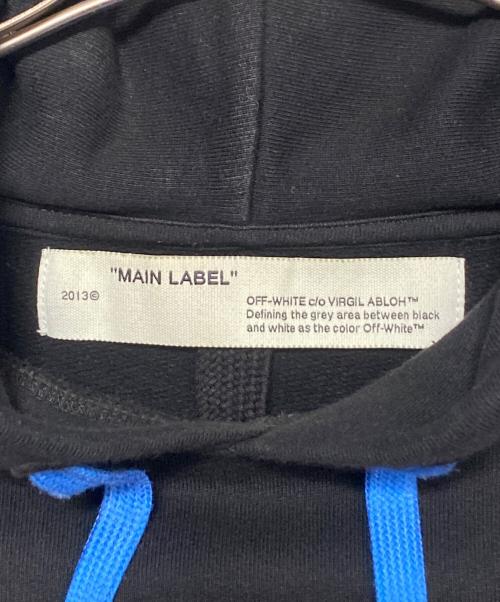 "MAIN LABEL"
2013©
OFF-WHITE c/o VIRGIL ABLOH™
Defining the grey area between black
and white as the color Off-White™